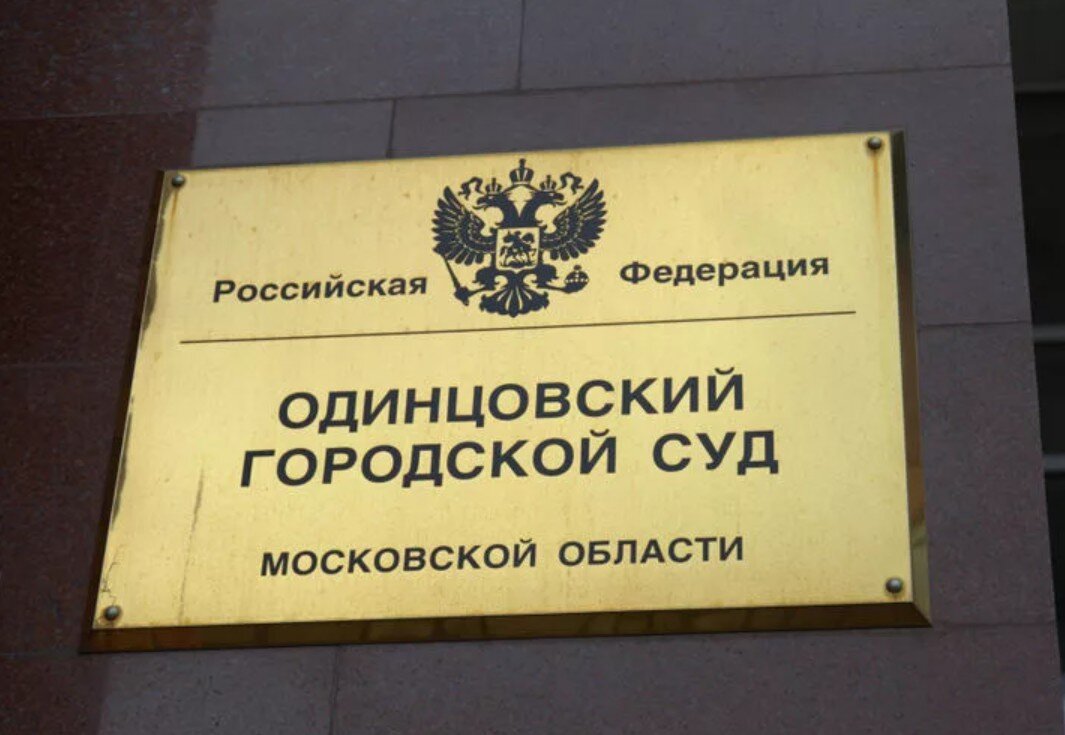 Российская Федерация
ОДИНЦОВСКИЙ
ГОРОДСКОЙ СУД
МОСКОВСКОЙ ОБЛАСТИ